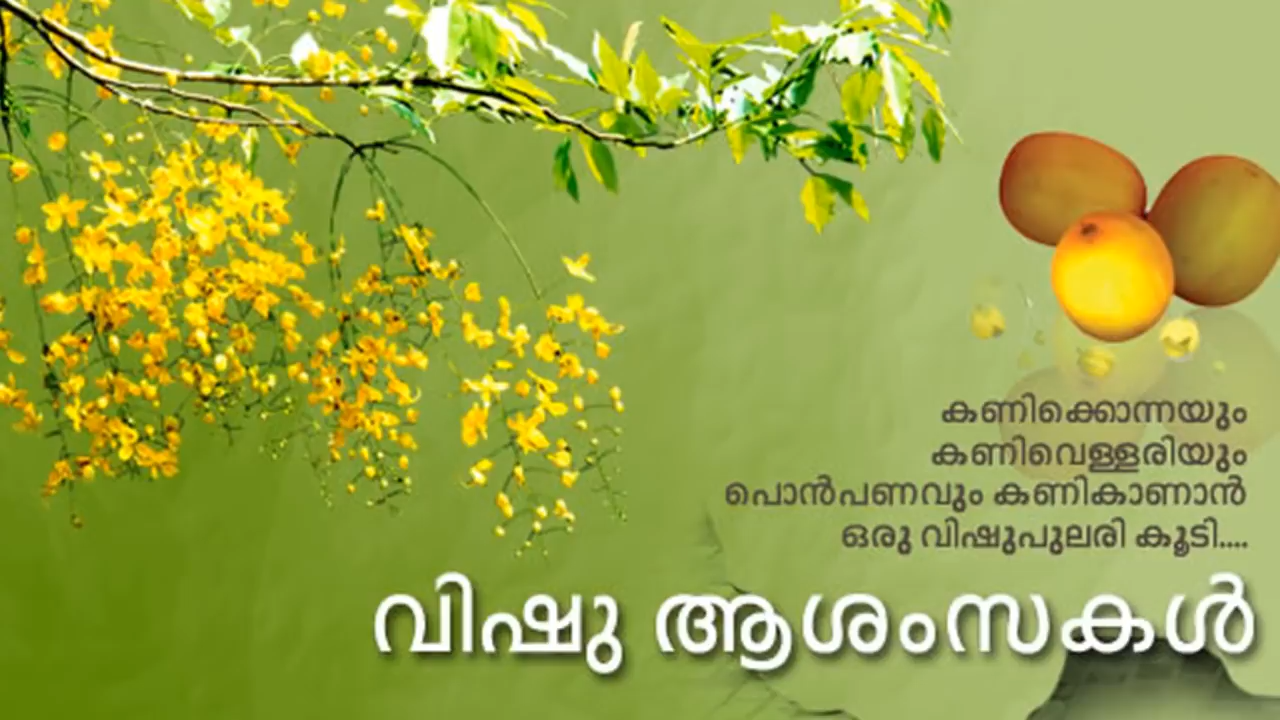 കണിക്കൊന്നയും
കണിവെള്ളരിയും
പൊൻപണവും കണികാണാൻ
ഒരു വിഷുപുലരി കൂടി....
വിഷു ആശംസകൾ